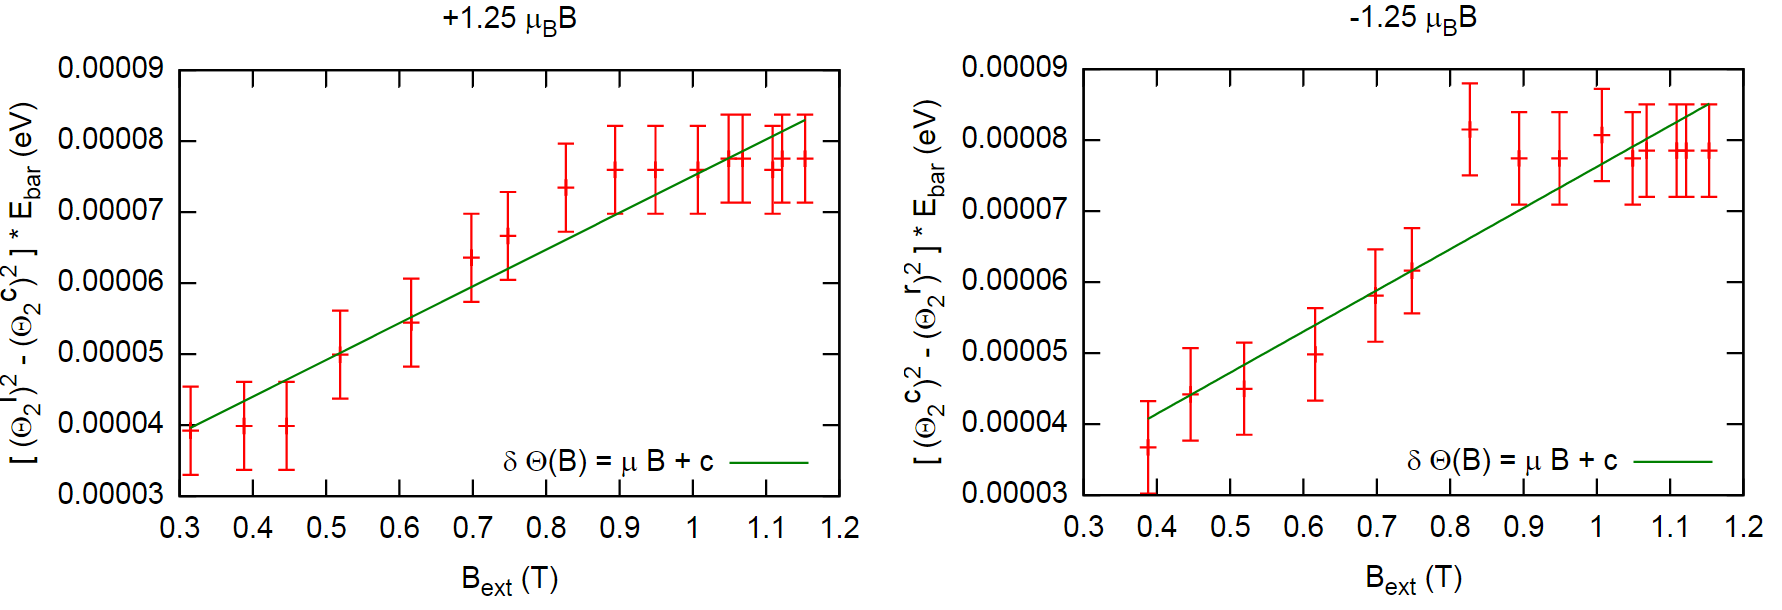 +1.25 μBB
[ (Θ2l)2 - (Θ2c)2 ] * Ebar (eV)
0.00009
0.00008
0.00007
0.00006
0.00005
0.00004
0.00003
δ Θ(B) = μ B + c
0.3 0.4 0.5 0.6 0.7 0.8 0.9 1 1.1 1.2
Bext (T)
-1.25 μBB
[ (Θ2c)2 - (Θ2r)2 ] * Ebar (eV)
0.00009
0.00008
0.00007
0.00006
0.00005
0.00004
0.00003
δ Θ(B) = μ B + c
0.3 0.4 0.5 0.6 0.7 0.8 0.9 1 1.1 1.2
Bext (T)